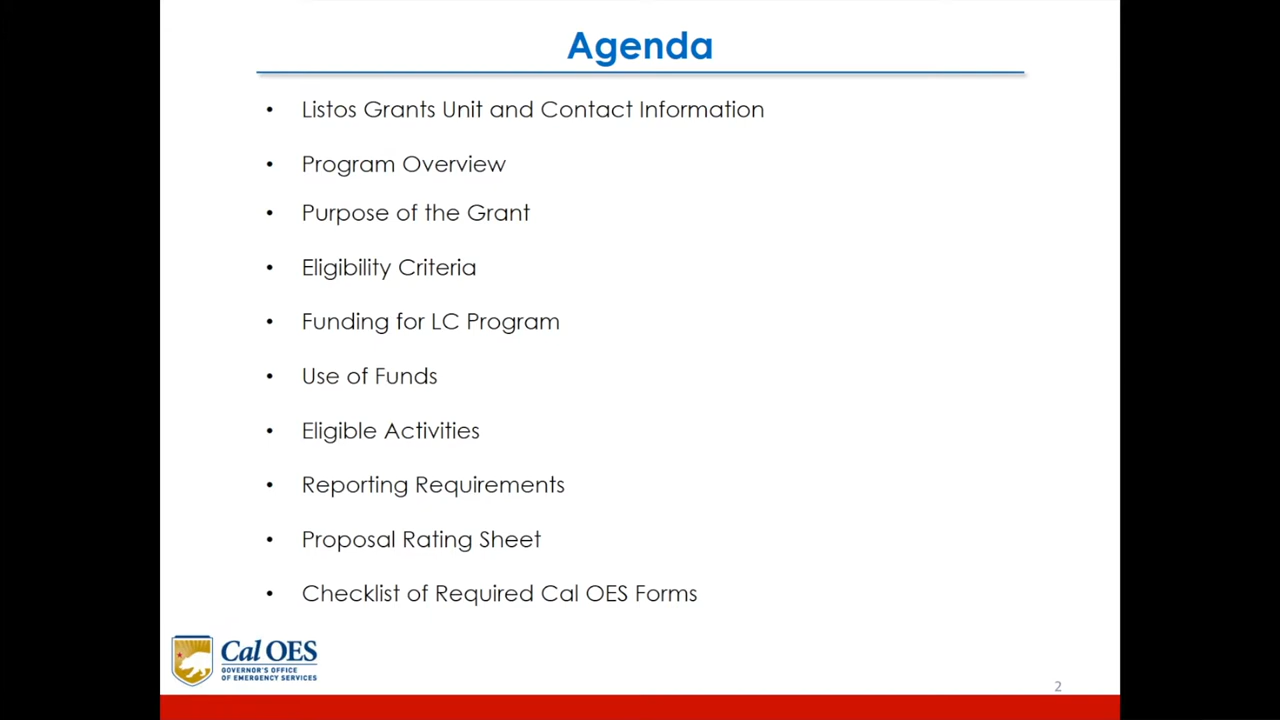 Agenda
• Listos Grants Unit and Contact Information
• Program Overview
• Purpose of the Grant
• Eligibility Criteria
• Funding for LC Program
• Use of Funds
• Eligible Activities
• Reporting Requirements
• Proposal Rating Sheet
• Checklist of Required Cal OES Forms
Cal OES
GOVERNOR'S OFFICE
OF EMERGENCY SERVICES
2